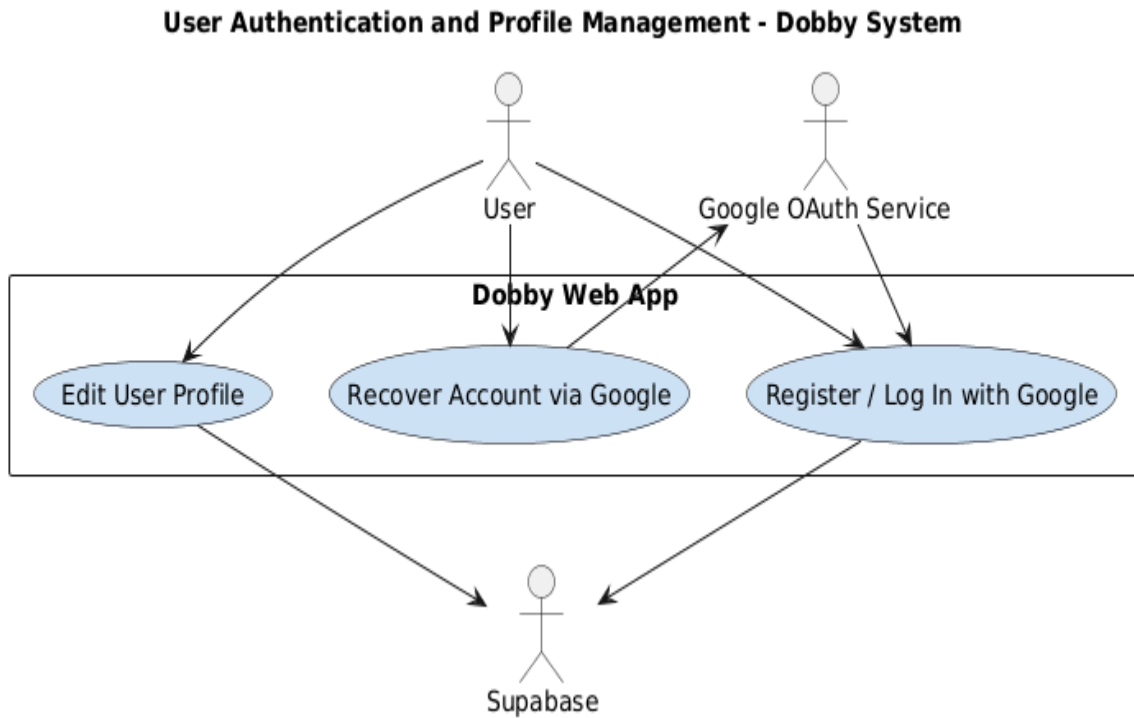 User Authentication and Profile Management - Dobby System
User
Google OAuth Service
Dobby Web App
Edit User Profile
Recover Account via Google
Register / Log In with Google
Supabase